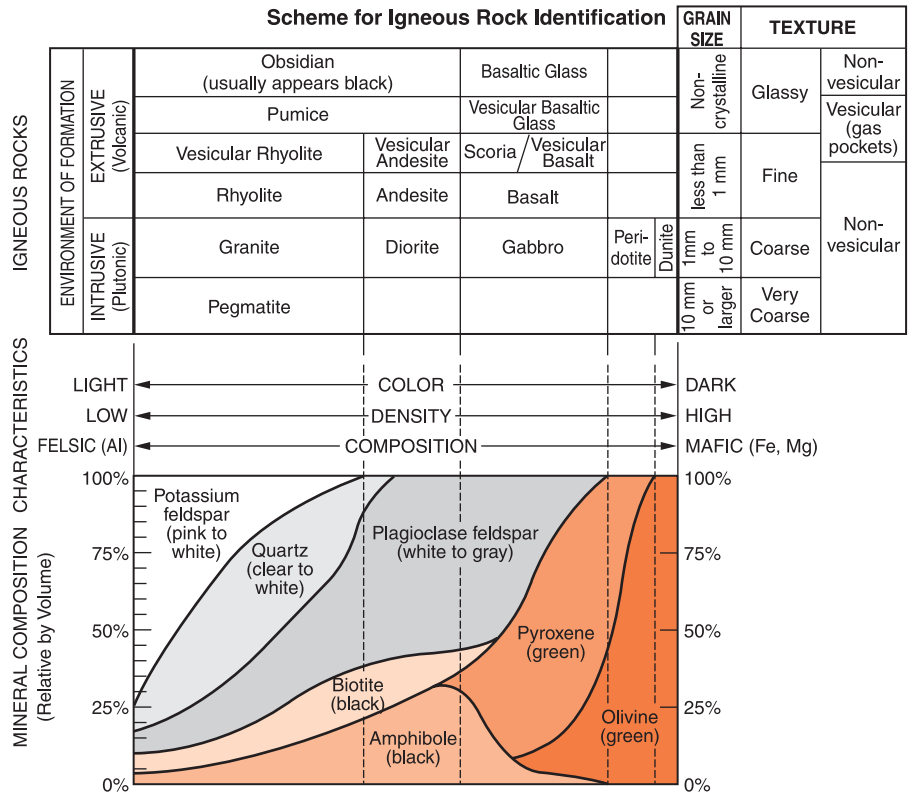 Scheme for Igneous Rock Identification
GRAIN
SIZE
TEXTURE
IGNEOUS ROCKS
ENVIRONMENT OF FORMATION
EXTRUSIVE
(Volcanic)
Obsidian
(usually appears black)
Basaltic Glass
Non-
crystalline
Glassy
Non-
vesicular
Pumice
Vesicular Basaltic
Glass
Vesicular
(gas
pockets)
Vesicular Rhyolite
Vesicular
Andesite
Scoria
Vesicular
Basalt
less than
1 mm
Fine
Rhyolite
Andesite
Basalt
Non-
vesicular
INTRUSIVE
(Plutonic)
Granite
Diorite
Gabbro
Peri-
dotite
Dunite
1mm
to
10 mm
Coarse
Pegmatite
10 mm
or
larger
Very
Coarse
CHARACTERISTICS
LIGHT
COLOR
DARK
LOW
DENSITY
HIGH
FELSIC (Al)
COMPOSITION
MAFIC (Fe, Mg)
MINERAL COMPOSITION
(Relative by Volume)
100%
75%
50%
25%
0%
Potassium
feldspar
(pink to
white)
Quartz
(clear to
white)
Plagioclase feldspar
(white to gray)
Biotite
(black)
Amphibole
(black)
Pyroxene
(green)
Olivine
(green)
100%
75%
50%
25%
0%